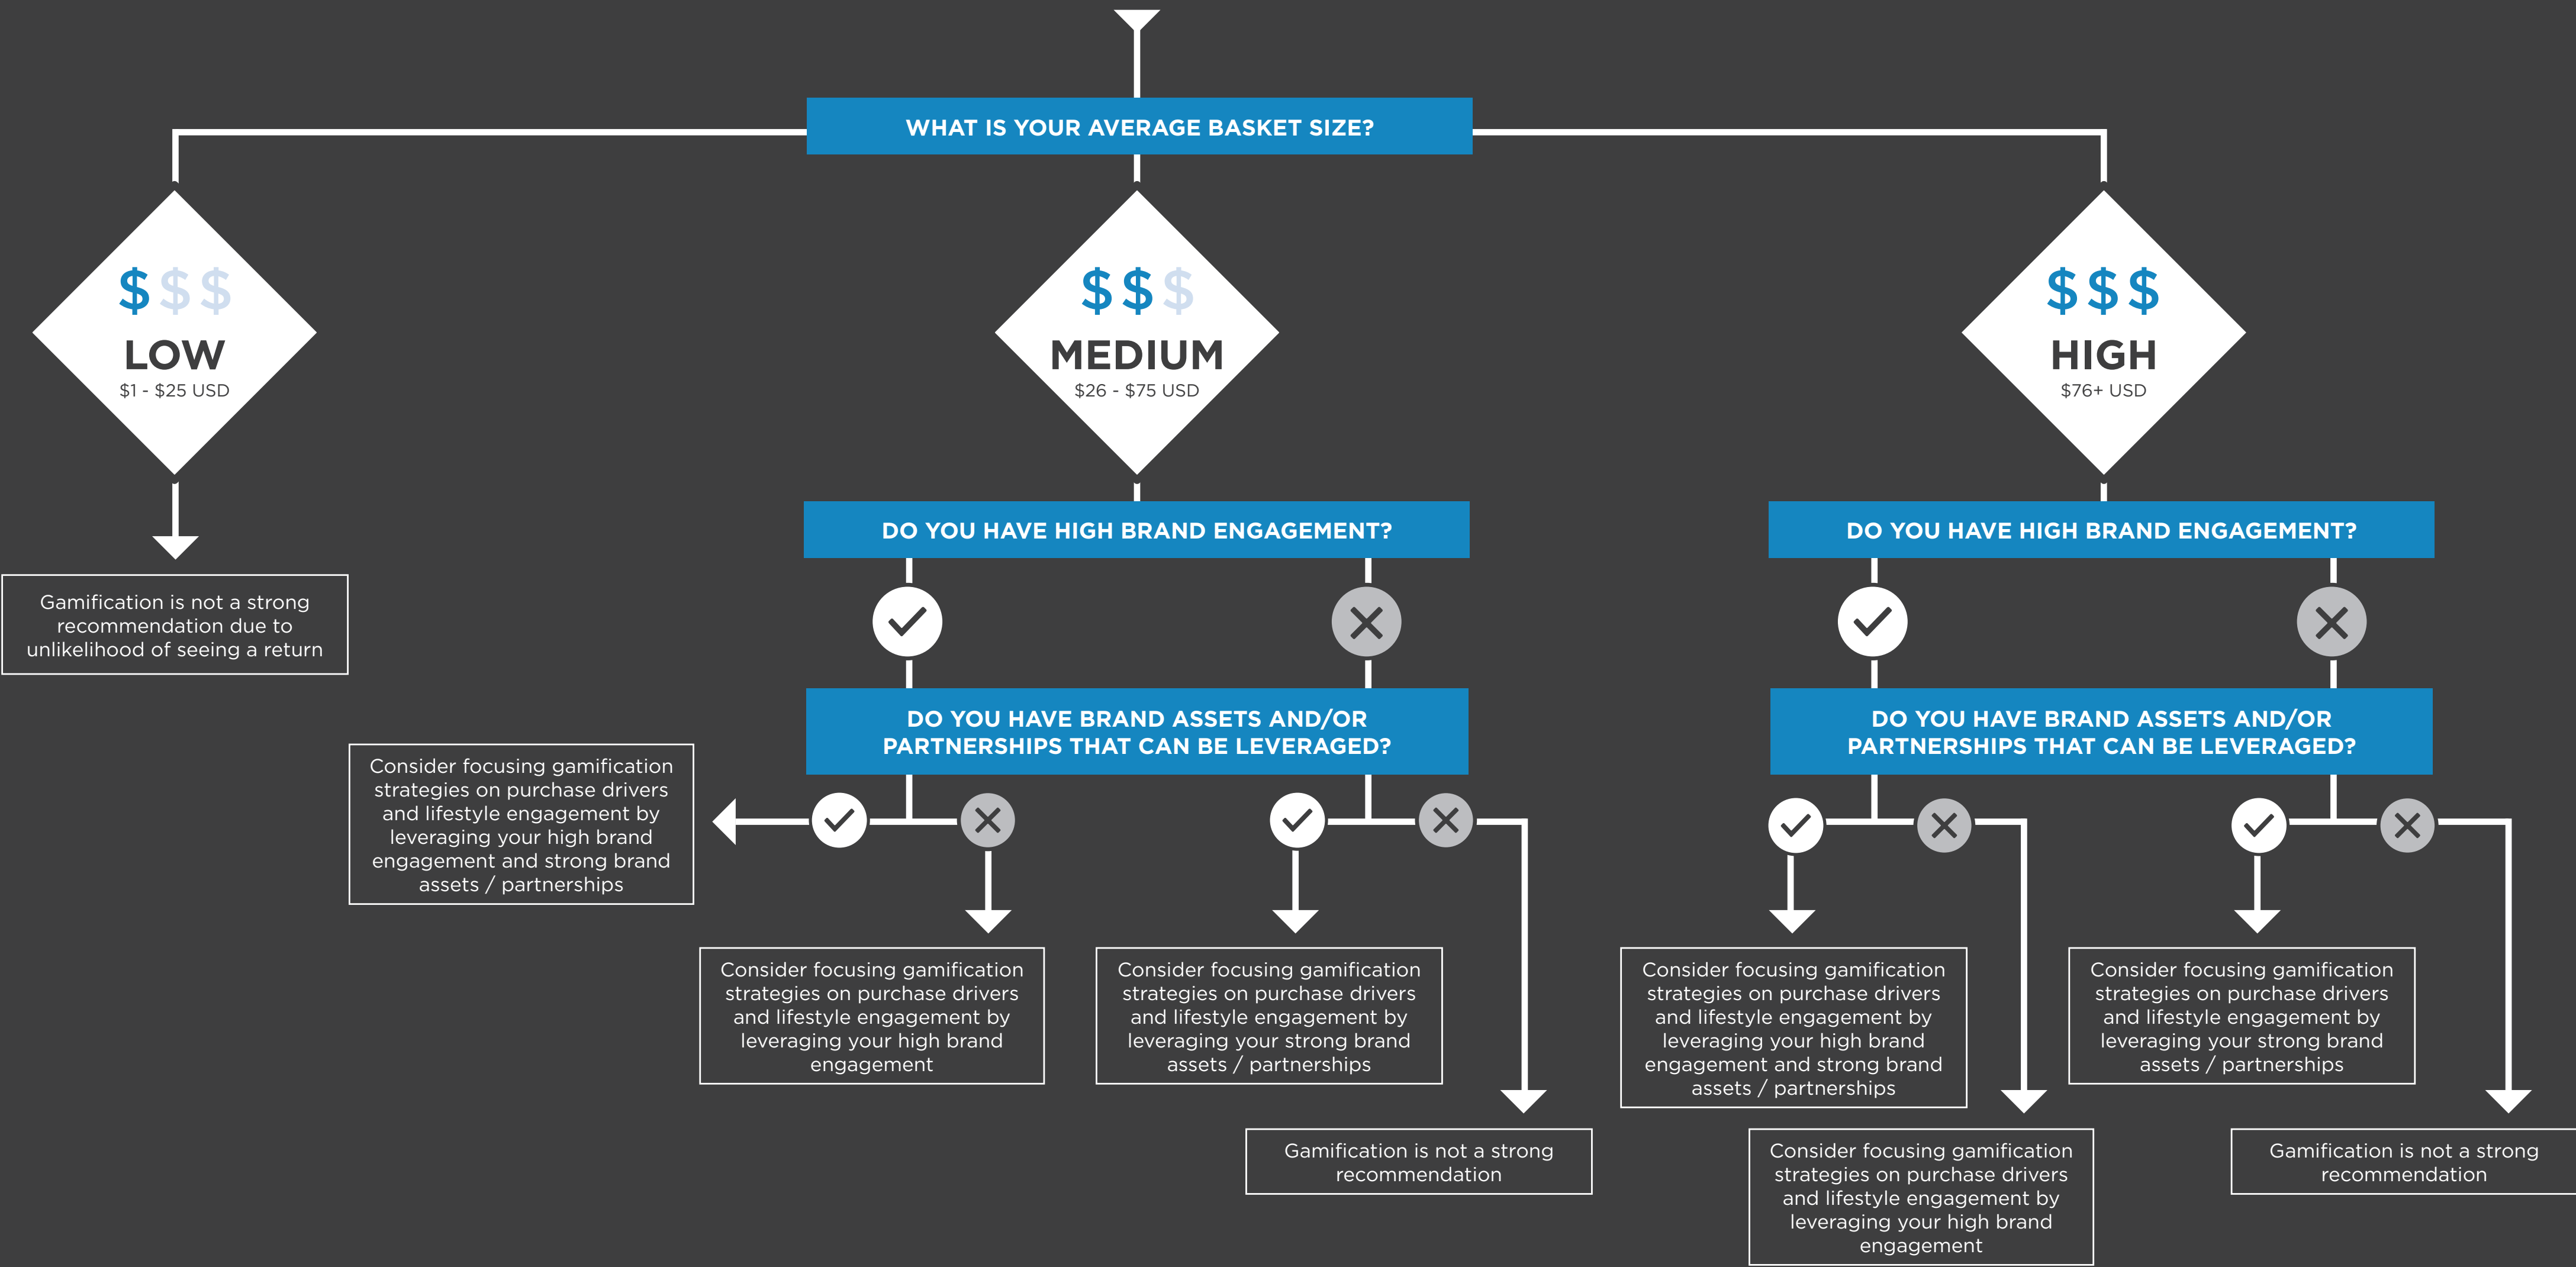 WHAT IS YOUR AVERAGE BASKET SIZE?
$$$
LOW
$1 - $25 USD
$$$
MEDIUM
$26 - $75 USD
$$$
HIGH
$76+ USD
Gamification is not a strong
recommendation due to
unlikelihood of seeing a return
DO YOU HAVE HIGH BRAND ENGAGEMENT?
DO YOU HAVE BRAND ASSETS AND/OR
PARTNERSHIPS THAT CAN BE LEVERAGED?
Consider focusing gamification
strategies on purchase drivers
and lifestyle engagement by
leveraging your high brand
engagement and strong brand
assets / partnerships
Consider focusing gamification
strategies on purchase drivers
and lifestyle engagement by
leveraging your high brand
engagement
Consider focusing gamification
strategies on purchase drivers
and lifestyle engagement by
leveraging your strong brand
assets / partnerships
Gamification is not a strong
recommendation
DO YOU HAVE HIGH BRAND ENGAGEMENT?
DO YOU HAVE BRAND ASSETS AND/OR
PARTNERSHIPS THAT CAN BE LEVERAGED?
Consider focusing gamification
strategies on purchase drivers
and lifestyle engagement by
leveraging your high brand
engagement and strong brand
assets / partnerships
Consider focusing gamification
strategies on purchase drivers
and lifestyle engagement by
leveraging your high brand
engagement
Consider focusing gamification
strategies on purchase drivers
and lifestyle engagement by
leveraging your strong brand
assets / partnerships
Gamification is not a strong
recommendation